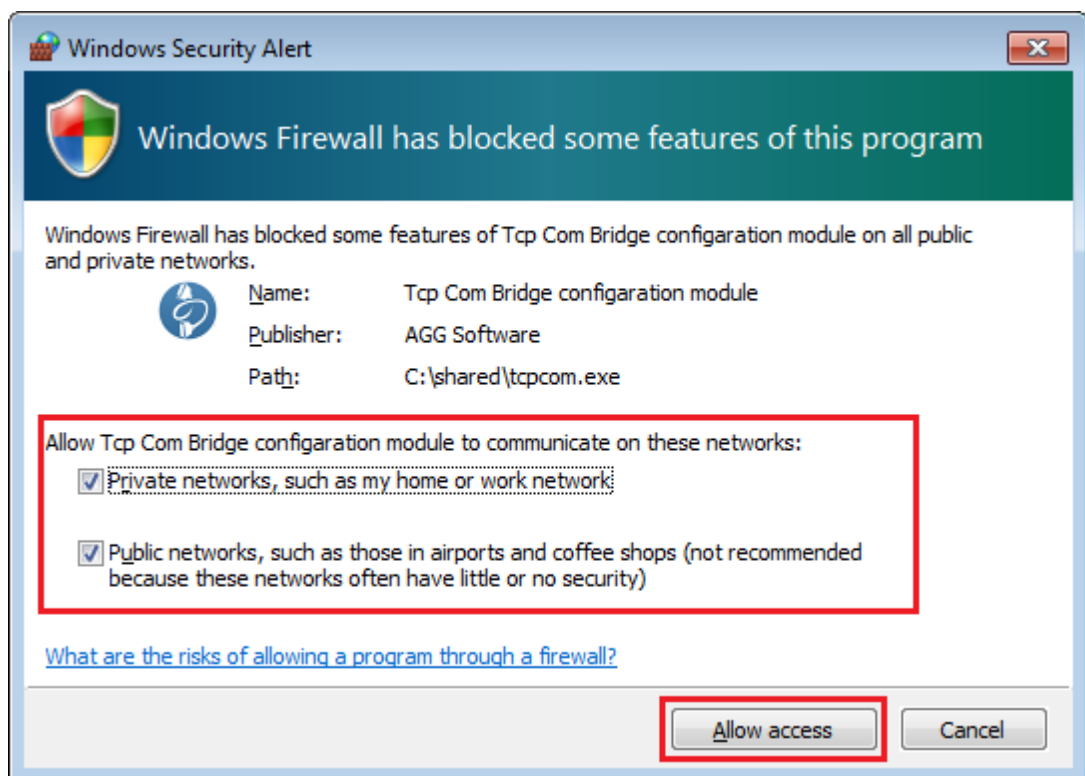 Windows Security Alert
Windows Firewall has blocked some features of this program
Windows Firewall has blocked some features of Tcp Com Bridge configaration module on all public
and private networks.
Name: Tcp Com Bridge configaration module
Publisher: AGG Software
Path: C:\shared\tcpcom.exe
Allow Tcp Com Bridge configaration module to communicate on these networks:
Private networks, such as my home or work network
Public networks, such as those in airports and coffee shops (not recommended
because these networks often have little or no security)
What are the risks of allowing a program through a firewall?
Allow access Cancel